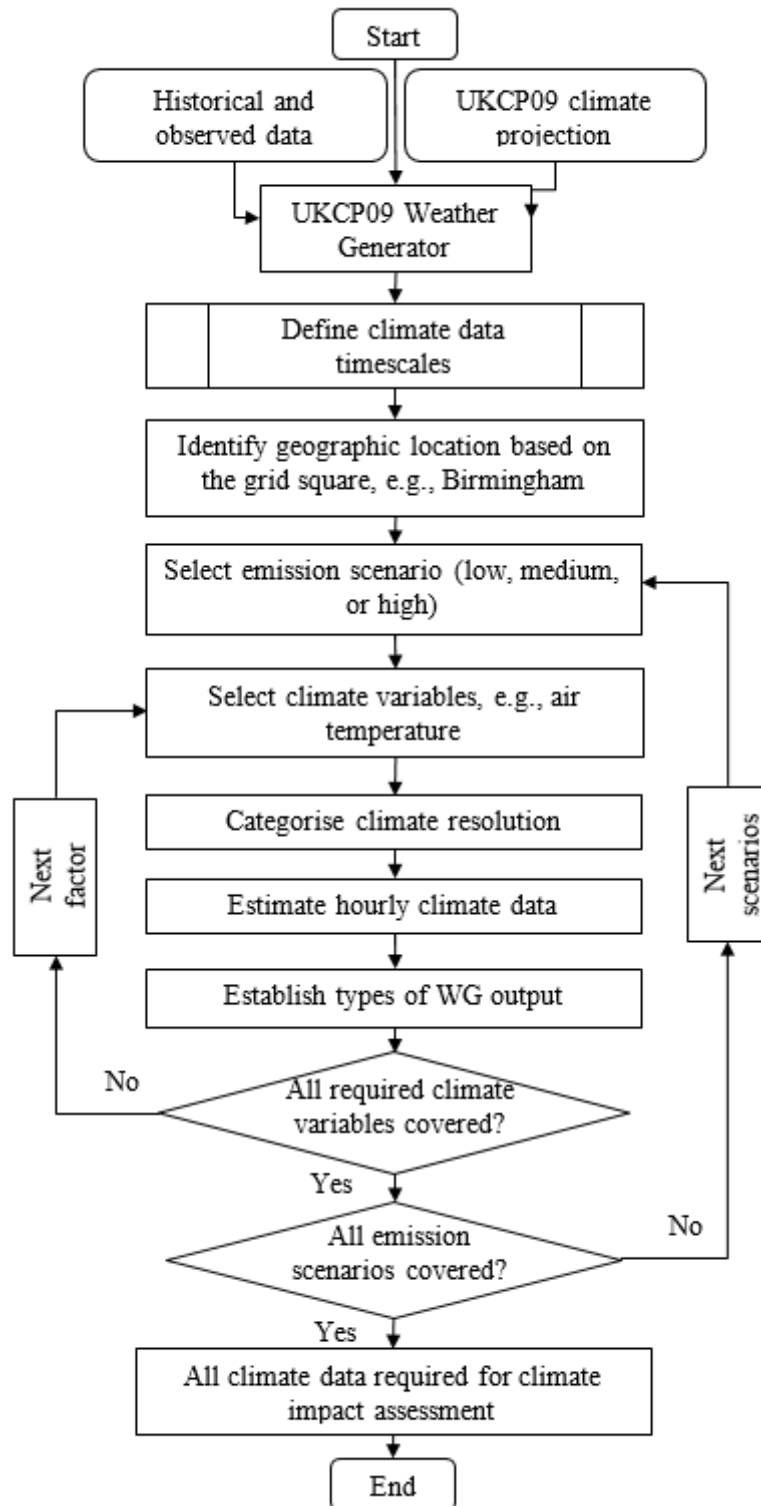 Start
Historical and
observed data
UKCP09 climate
projection
UKCP09 Weather
Generator
Define climate data
timescales
Identify geographic location based on
the grid square, e.g., Birmingham
Select emission scenario (low, medium,
or high)
Select climate variables, e.g., air
temperature
Categorise climate resolution
Next
factor
Next
scenarios
Estimate hourly climate data
Establish types of WG output
No
All required climate
variables covered?
Yes
All emission
scenarios covered?
No
Yes
All climate data required for climate
impact assessment
End